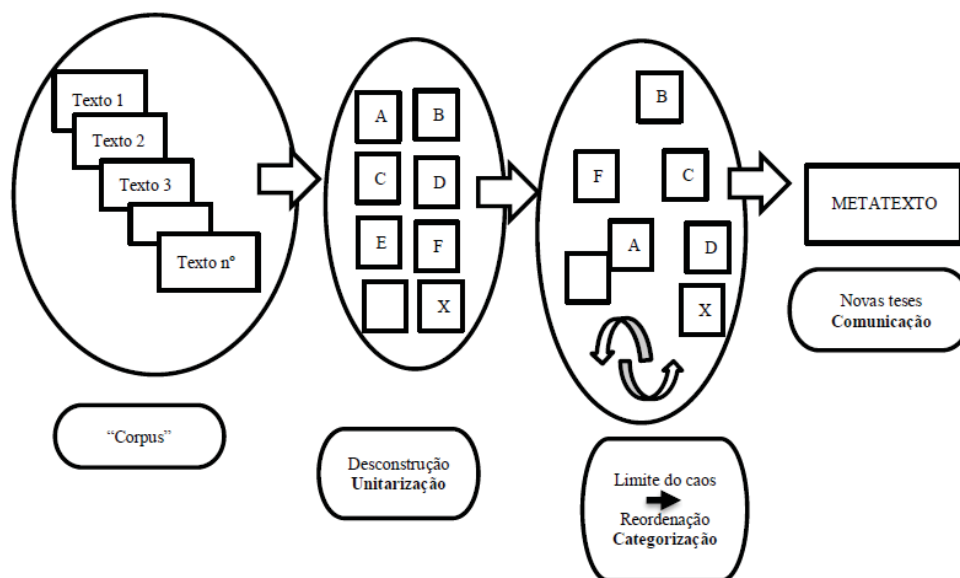 Texto 1
Texto 2
Texto 3
Texto nº
A B
C D
E F
X
B
F C
A D
X
METATEXTO
Novas teses
Comunicação
“Corpus”
Desconstrução
Unitarização
Limite do caos
Reordenação
Categorização